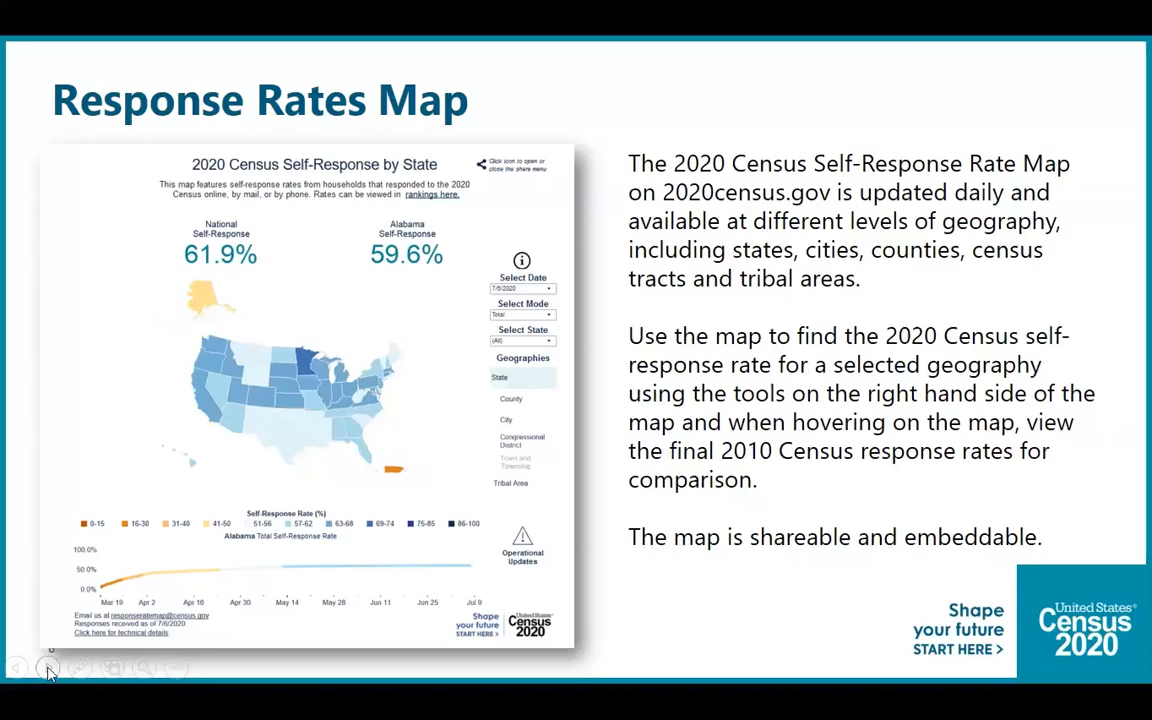 Response Rates Map
2020 Census Self-Response by State
Click icon to open or
close the share menu
This map features self-response rates from households that responded to the 2020
Census online, by mail, or by phone. Rates can be viewed in rankings here.
National
Self-Response
61.9%
Alabama
Self-Response
59.6%
Select Date
7/6/2020
Select Mode
Total
Select State
(All)
Geographies
State
County
City
Congressional
District
Town and
Township
Tribal Area
Self-Response Rate (%)
0-15 16-30 31-40 41-50 51-56 57-62 63-68 69-74 75-85 86-100
Alabama Total Self-Response Rate
100.0%
50.0%
0.0%
Mar 19 Apr 2 Apr 16 Apr 30 May 14 May 28 Jun 11 Jun 25 Jul 9
Operational
Updates
Email us at responseratemap@census.gov
Responses received as of 7/6/2020
Click here for technical details
Shape
your future
START HERE >
United States
Census
2020
The 2020 Census Self-Response Rate Map
on 2020census.gov is updated daily and
available at different levels of geography,
including states, cities, counties, census
tracts and tribal areas.
Use the map to find the 2020 Census self-
response rate for a selected geography
using the tools on the right hand side of the
map and when hovering on the map, view
the final 2010 Census response rates for
comparison.
The map is shareable and embeddable.
Shape
your future
START HERE >
United States®
Census
2020